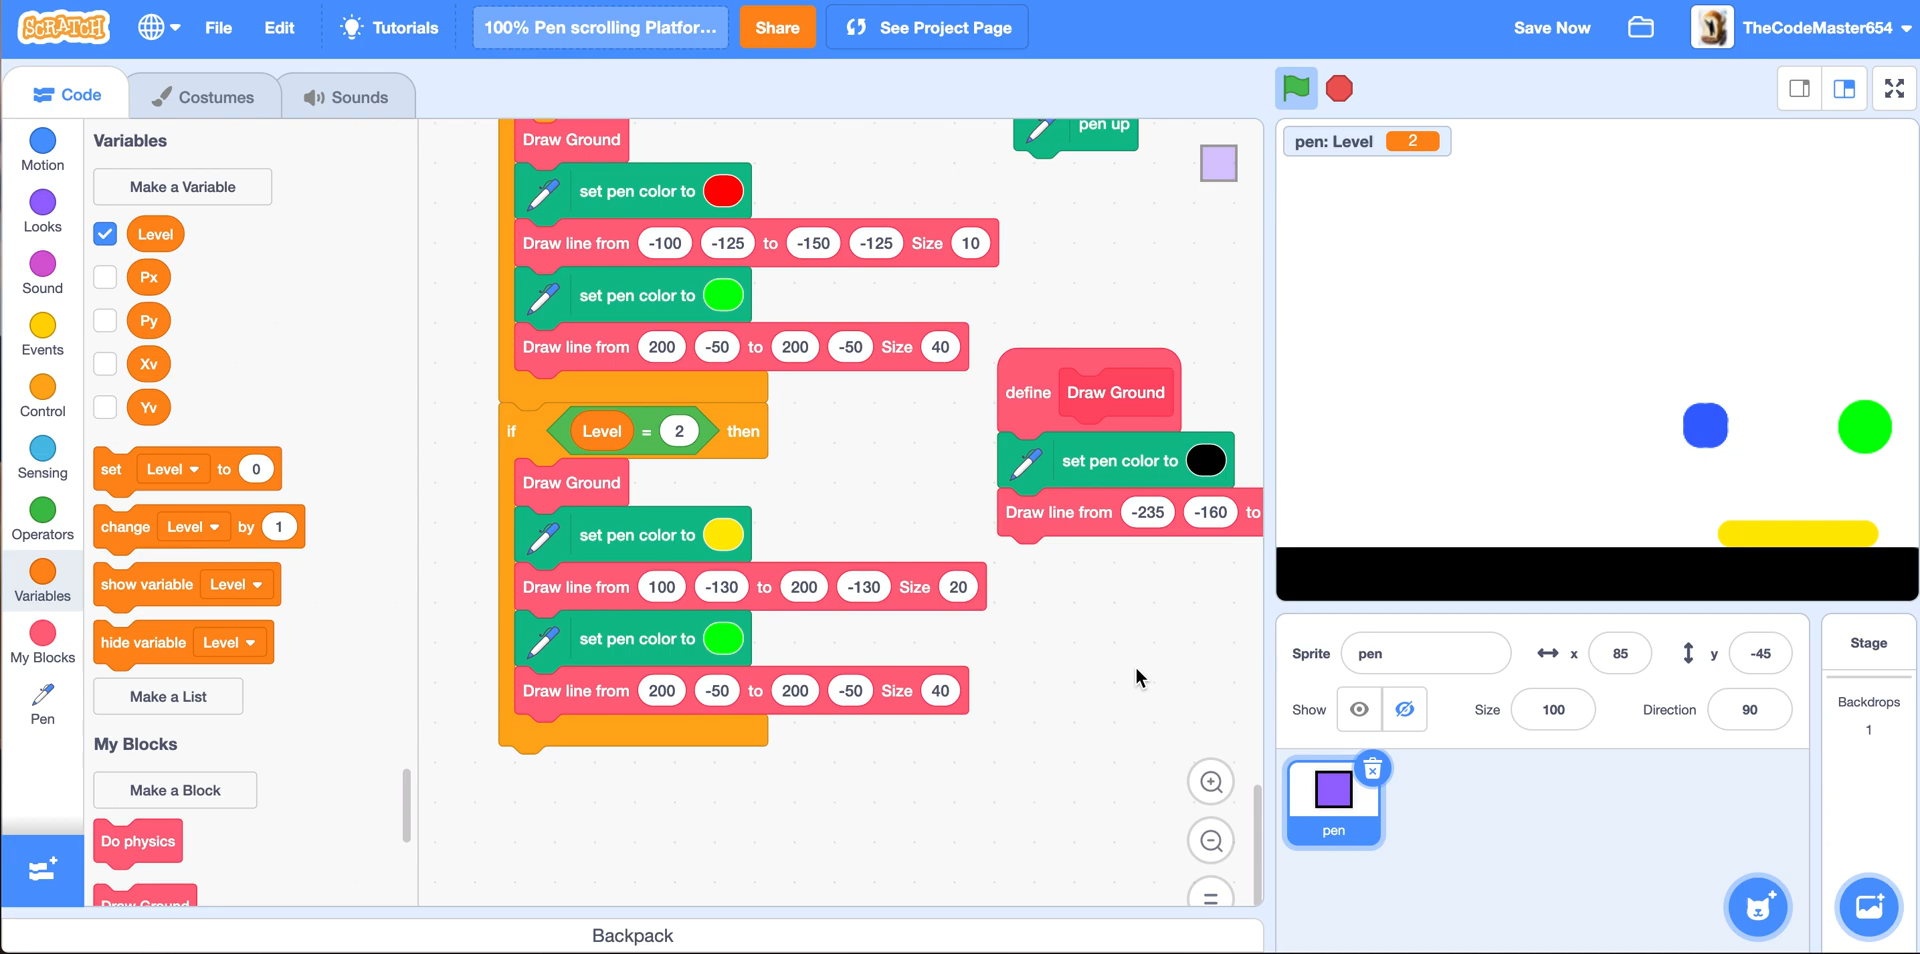 SCRATCH
File
Edit
Tutorials
100% Pen scrolling Platfor...
Share
See Project Page
Save Now
TheCodeMaster654
Code
Costumes
Sounds
Motion
Looks
Sound
Events
Control
Sensing
Operators
Variables
My Blocks
Pen
Variables
Make a Variable
Level
Px
Py
Xv
Yv
set Level to 0
change Level by 1
show variable Level
hide variable Level
Make a List
My Blocks
Make a Block
Do physics
Draw Ground
Draw Ground
set pen color to
Draw line from -100 -125 to -150 -125 Size 10
set pen color to
Draw line from 200 -50 to 200 -50 Size 40
if Level = 2 then
Draw Ground
set pen color to
Draw line from 100 -130 to 200 -130 Size 20
set pen color to
Draw line from 200 -50 to 200 -50 Size 40
pen up
define Draw Ground
set pen color to
Draw line from -235 -160 to
Backpack
pen: Level 2
Sprite pen x 85 y -45
Show Size 100 Direction 90
pen
Stage
Backdrops
1